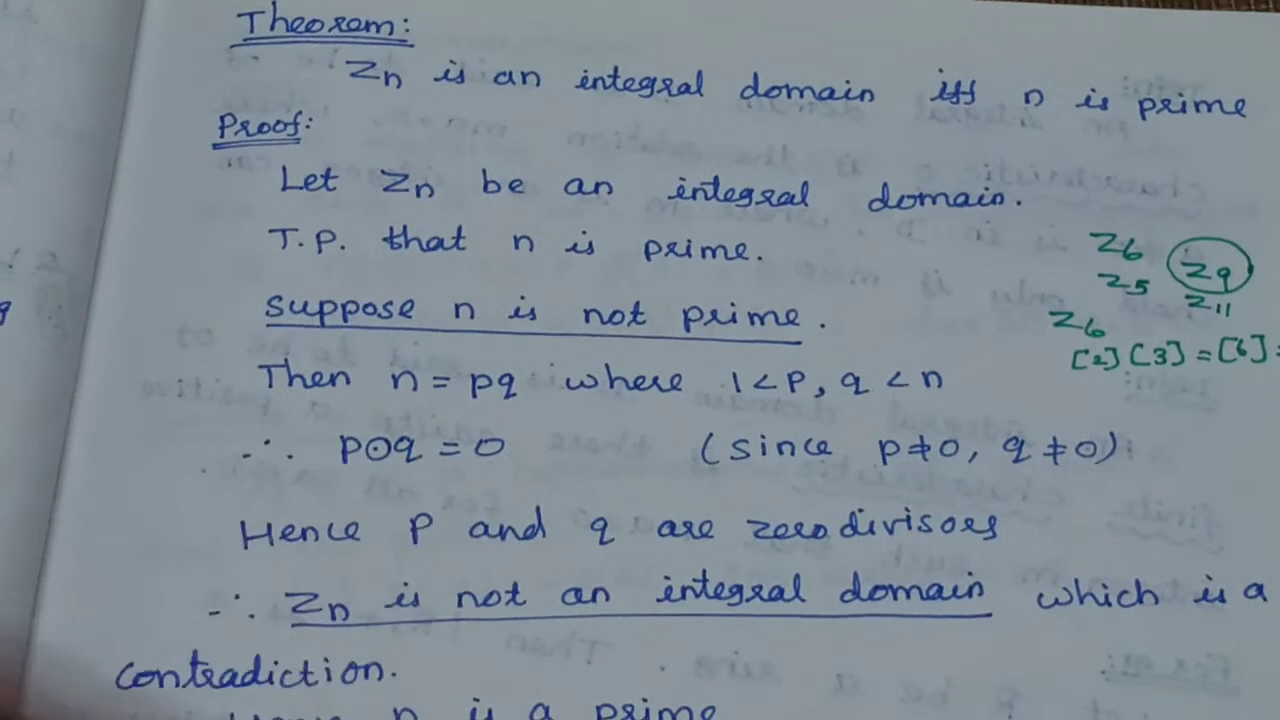 Theorem:
Zn is an integral domain iff n is prime
Proof:
Let Zn be an integral domain.
T.P. that n is prime.
Z6 Z9
Z5 Z11
Suppose n is not prime.
Z6
[2] [3] = [6] =
Then n = pq where 1 < p, q < n
∴ p⊙q = 0 (since p ≠ 0, q ≠ 0)
Hence p and q are zero divisors
∴ Zn is not an integral domain which is a
contradiction.
n is a prime